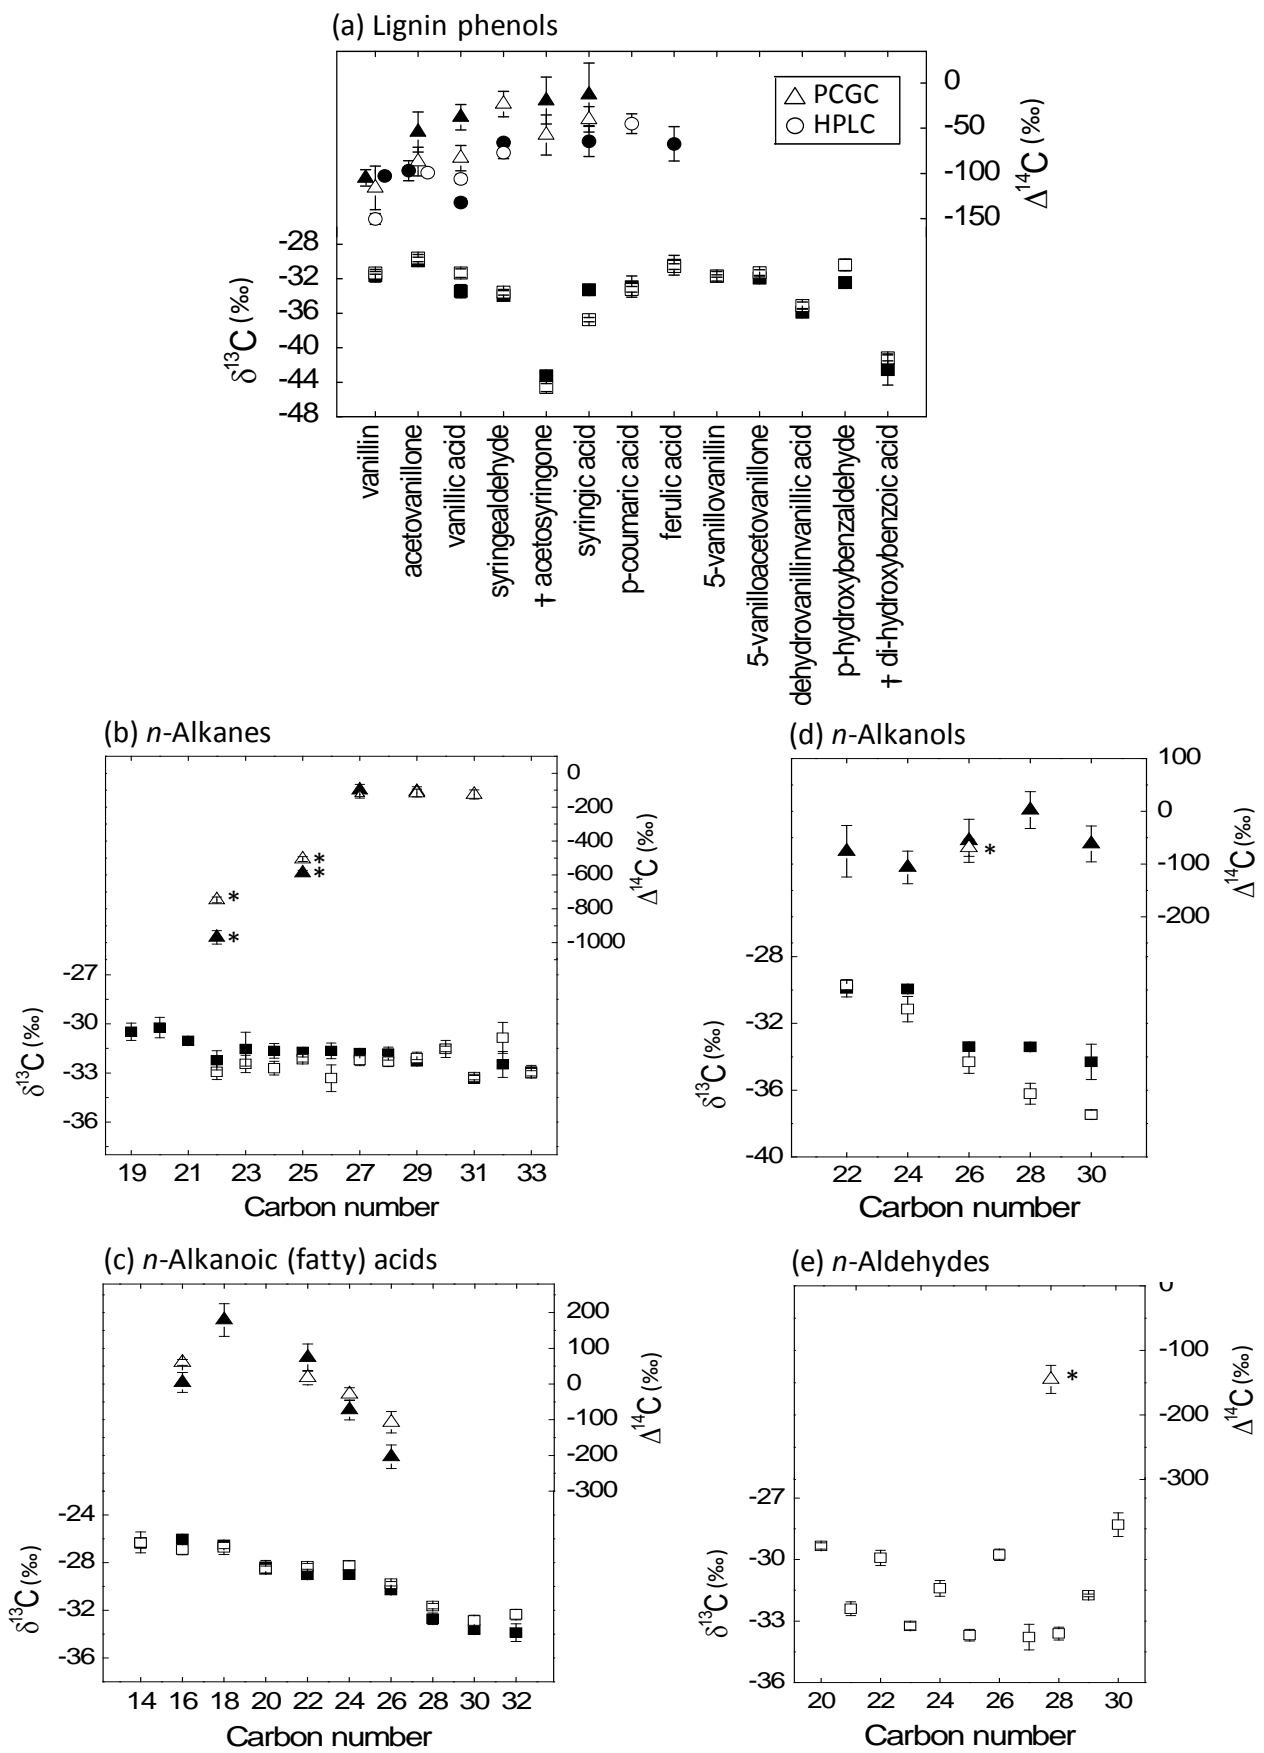 (a) Lignin phenols
△ PCGC
○ HPLC
0
-50
-100
-150
Δ¹⁴C (‰)
-28
-32
-36
-40
-44
-48
δ¹³C (‰)
vanillin
acetovanillone
vanillic acid
syringealdehyde
† acetosyringone
syringic acid
p-coumaric acid
ferulic acid
5-vanillovanillin
5-vanilloacetovanillone
dehydrovanillinvanillic acid
p-hydroxybenzaldehyde
† di-hydroxybenzoic acid
(b) n-Alkanes
0
-200
-400
-600
-800
-1000
Δ¹⁴C (‰)
*
*
*
*
-27
-30
-33
-36
δ¹³C (‰)
19 21 23 25 27 29 31 33
Carbon number
(d) n-Alkanols
100
0
-100
-200
Δ¹⁴C (‰)
*
-28
-32
-36
-40
δ¹³C (‰)
22 24 26 28 30
Carbon number
(c) n-Alkanoic (fatty) acids
200
100
0
-100
-200
-300
Δ¹⁴C (‰)
-24
-28
-32
-36
δ¹³C (‰)
14 16 18 20 22 24 26 28 30 32
Carbon number
(e) n-Aldehydes
0
-100
-200
-300
Δ¹⁴C (‰)
*
-27
-30
-33
-36
δ¹³C (‰)
20 22 24 26 28 30
Carbon number